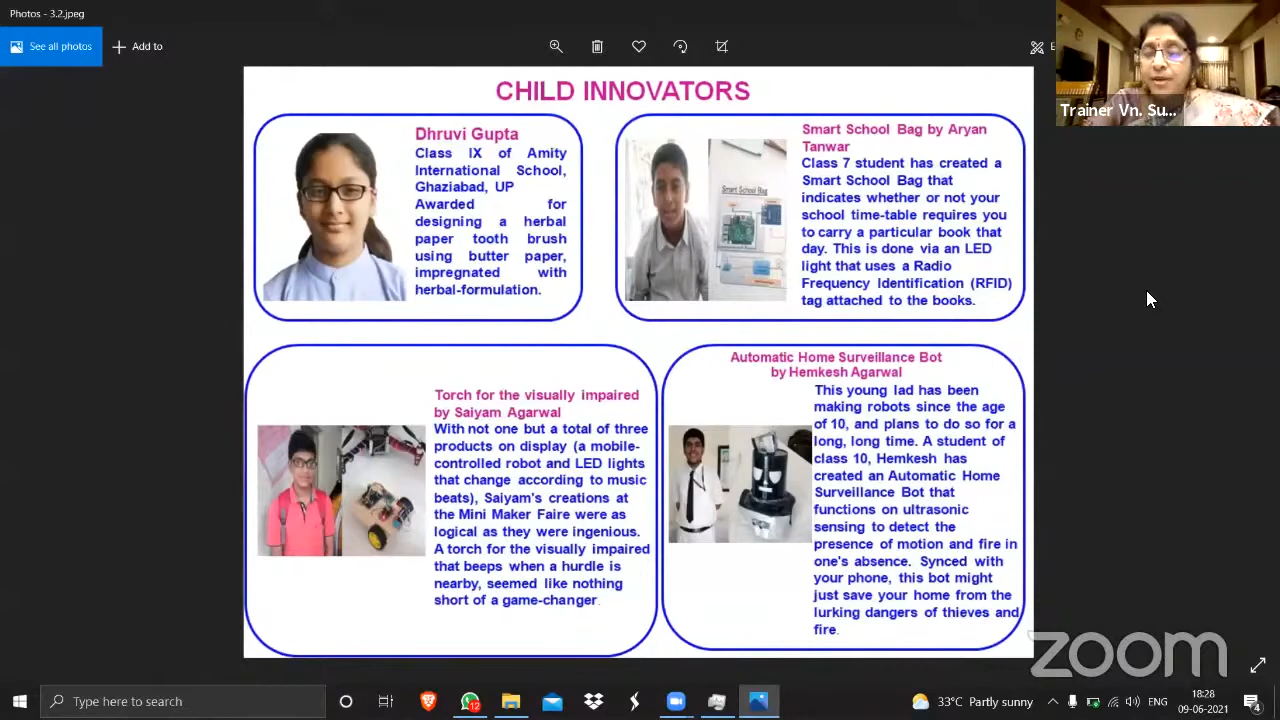 Photos - 3.2.jpeg
See all photos
Add to
CHILD INNOVATORS
Dhruvi Gupta
Class IX of Amity
International School,
Ghaziabad, UP
Awarded for
designing a herbal
paper tooth brush
using butter paper,
impregnated with
herbal-formulation.
Smart School Bag by Aryan
Tanwar
Class 7 student has created a
Smart School Bag that
indicates whether or not your
school time-table requires you
to carry a particular book that
day. This is done via an LED
light that uses a Radio
Frequency Identification (RFID)
tag attached to the books.
Smart School Bag
Torch for the visually impaired
by Saiyam Agarwal
With not one but a total of three
products on display (a mobile-
controlled robot and LED lights
that change according to music
beats), Saiyam's creations at
the Mini Maker Faire were as
logical as they were ingenious.
A torch for the visually impaired
that beeps when a hurdle is
nearby, seemed like nothing
short of a game-changer.
Automatic Home Surveillance Bot
by Hemkesh Agarwal
This young lad has been
making robots since the age
of 10, and plans to do so for a
long, long time. A student of
class 10, Hemkesh has
created an Automatic Home
Surveillance Bot that
functions on ultrasonic
sensing to detect the
presence of motion and fire in
one's absence. Synced with
your phone, this bot might
just save your home from the
lurking dangers of thieves and
fire.
Trainer Vn. Su...
zoom
Type here to search
12
33°C Partly sunny
ENG
18:28
09-06-2021
4